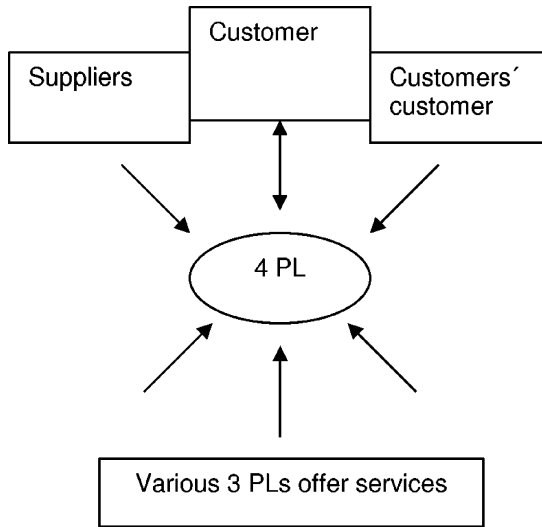 Customer
Suppliers
Customers´
customer
4 PL
Various 3 PLs offer services